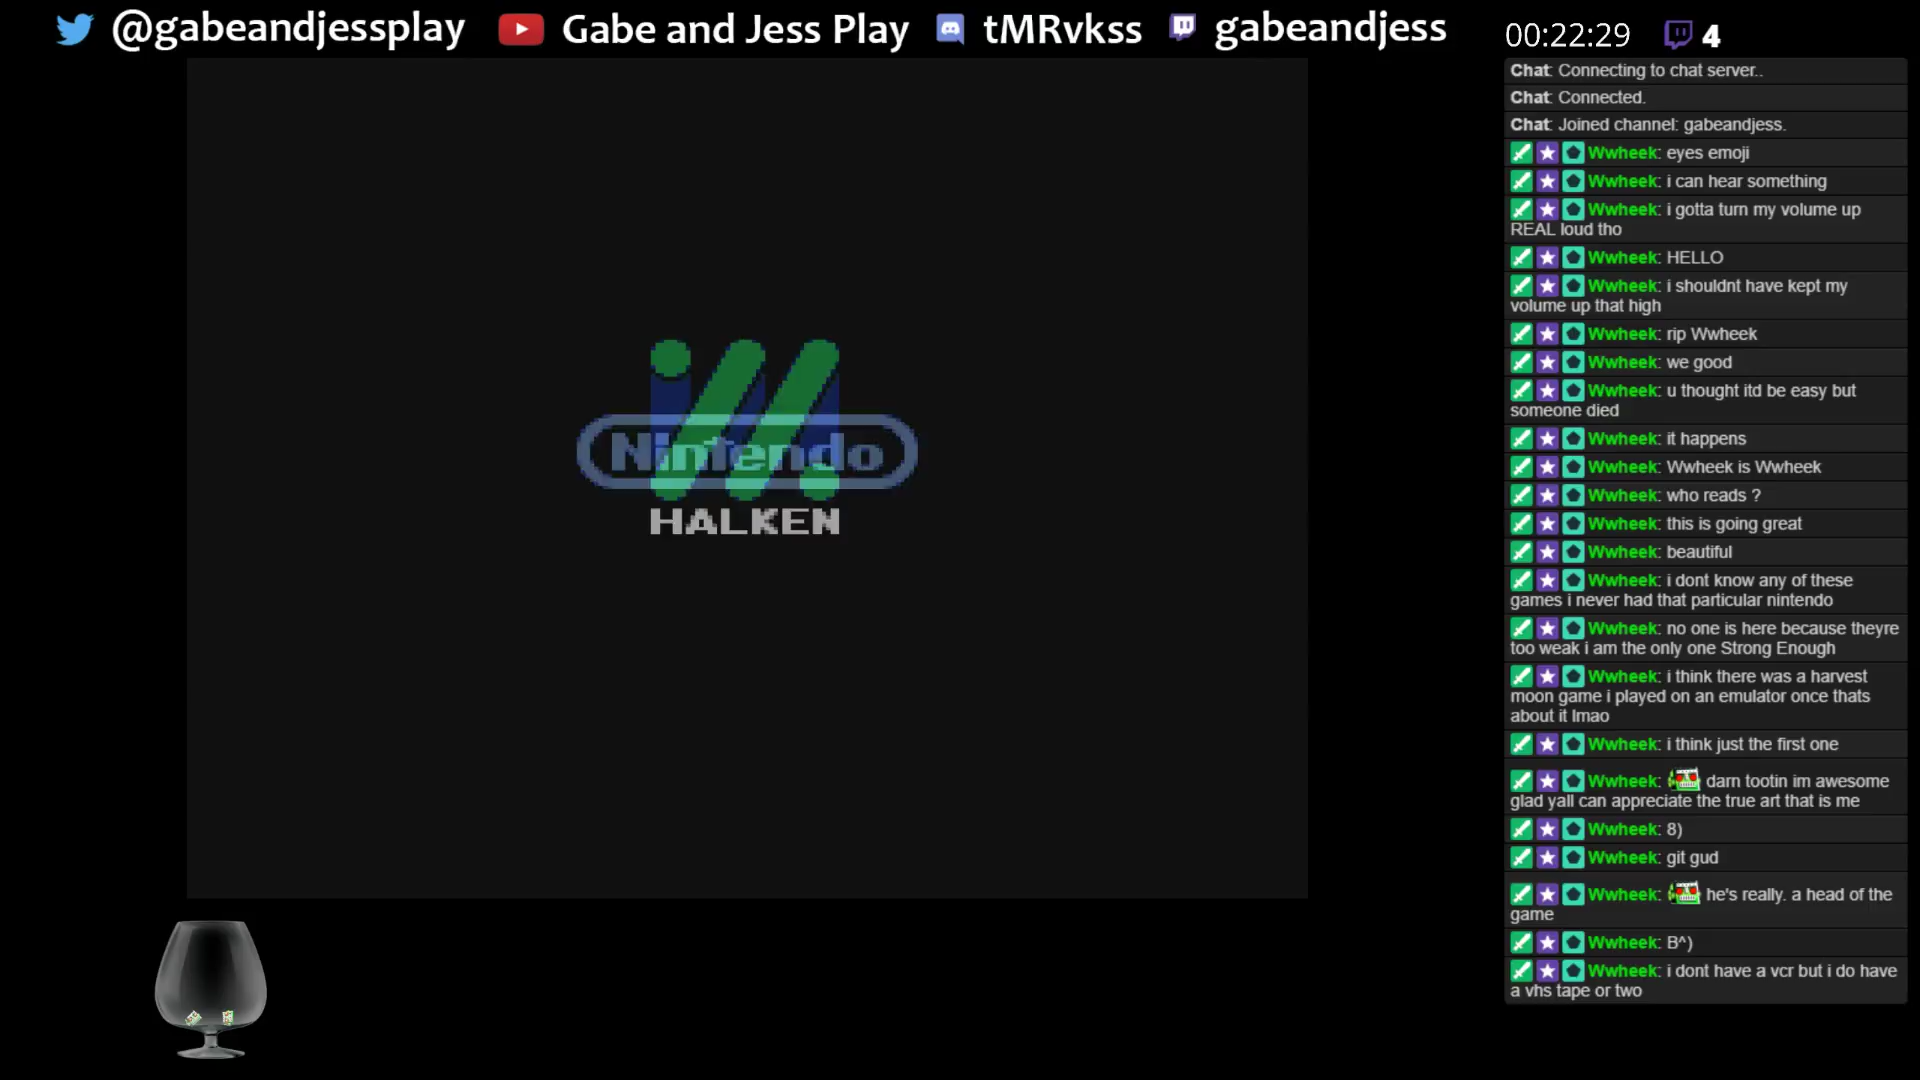 @gabeandjessplay Gabe and Jess Play tMRvkss gabeandjess 00:22:29 4
Nintendo
HALKEN
Chat: Connecting to chat server..
Chat: Connected.
Chat: Joined channel: gabeandjess.
Wwheek: eyes emoji
Wwheek: i can hear something
Wwheek: i gotta turn my volume up
REAL loud tho
Wwheek: HELLO
Wwheek: i shouldnt have kept my
volume up that high
Wwheek: rip Wwheek
Wwheek: we good
Wwheek: u thought itd be easy but
someone died
Wwheek: it happens
Wwheek: Wwheek is Wwheek
Wwheek: who reads ?
Wwheek: this is going great
Wwheek: beautiful
Wwheek: i dont know any of these
games i never had that particular nintendo
Wwheek: no one is here because theyre
too weak i am the only one Strong Enough
Wwheek: i think there was a harvest
moon game i played on an emulator once thats
about it lmao
Wwheek: i think just the first one
Wwheek: darn tootin im awesome
glad yall can appreciate the true art that is me
Wwheek: 8)
Wwheek: git gud
Wwheek: he's really. a head of the
game
Wwheek: B^)
Wwheek: i dont have a vcr but i do have
a vhs tape or two